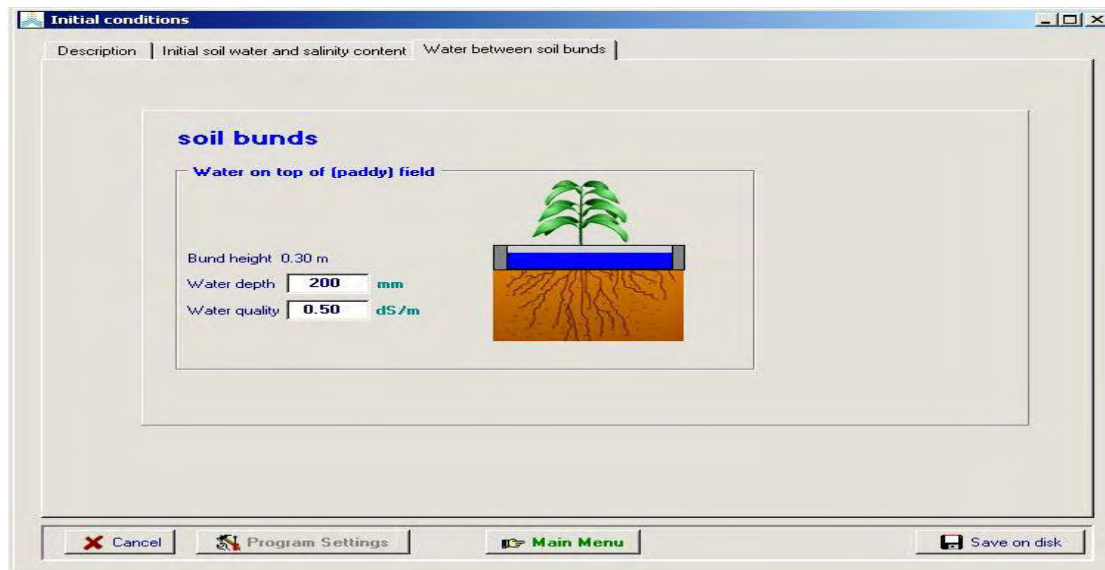 Initial conditions
Description Initial soil water and salinity content Water between soil bunds
soil bunds
Water on top of (paddy) field
Bund height 0.30 m
Water depth 200 mm
Water quality 0.50 dS/m
Cancel Program Settings Main Menu Save on disk